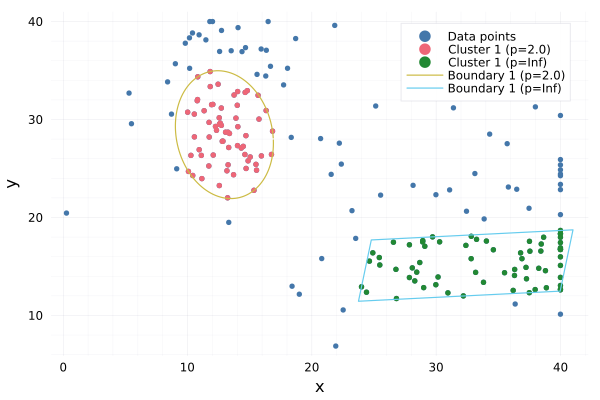 40
30
20
10
y
0
10
20
30
40
x
Data points
Cluster 1 (p=2.0)
Cluster 1 (p=Inf)
Boundary 1 (p=2.0)
Boundary 1 (p=Inf)